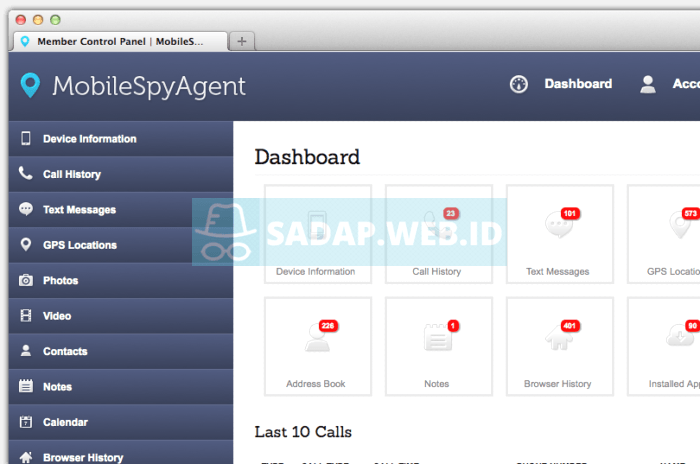 Member Control Panel | MobileS...
MobileSpyAgent
Dashboard
Acco
Device Information
Call History
Text Messages
GPS Locations
Photos
Video
Contacts
Notes
Calendar
Browser History
Dashboard
Device Information
23
Call History
101
Text Messages
573
GPS Locatio
SADAP.WEB.ID
226
Address Book
1
Notes
401
Browser History
90
Installed App
Last 10 Calls